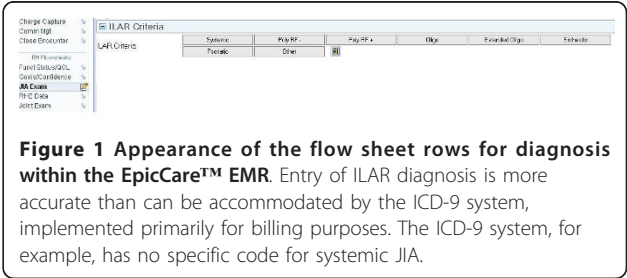 Charge Capture
Comm Mgt
Close Encounter
RH Flowsheets
Funct Status/QOL
Goals/Confidence
JIA Exam
RHE Data
Joint Exam
ILAR Criteria
ILAR Criteria
Systemic Poly RF - Poly RF + Oligo Extended Oligo Enthesitis
Psoriatic Other
Figure 1 Appearance of the flow sheet rows for diagnosis
within the EpicCare™ EMR. Entry of ILAR diagnosis is more
accurate than can be accommodated by the ICD-9 system,
implemented primarily for billing purposes. The ICD-9 system, for
example, has no specific code for systemic JIA.